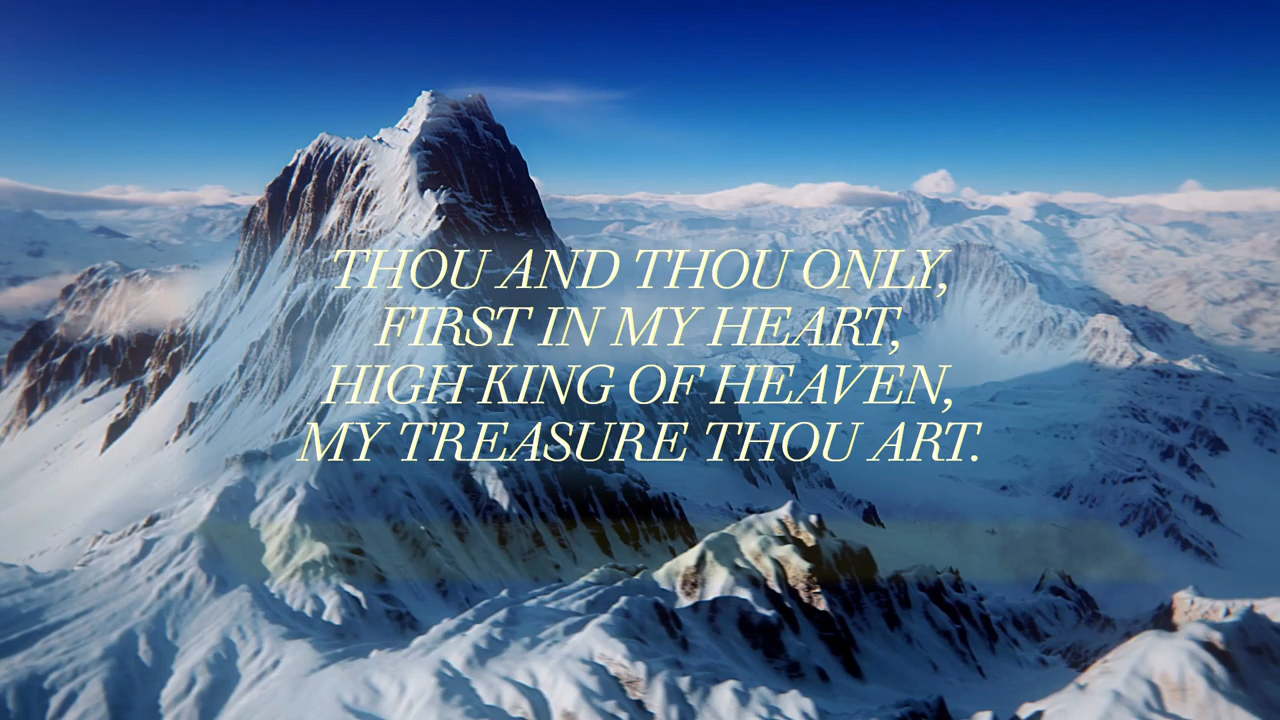 THOU AND THOU ONLY,
FIRST IN MY HEART,
HIGH KING OF HEAVEN,
MY TREASURE THOU ART.